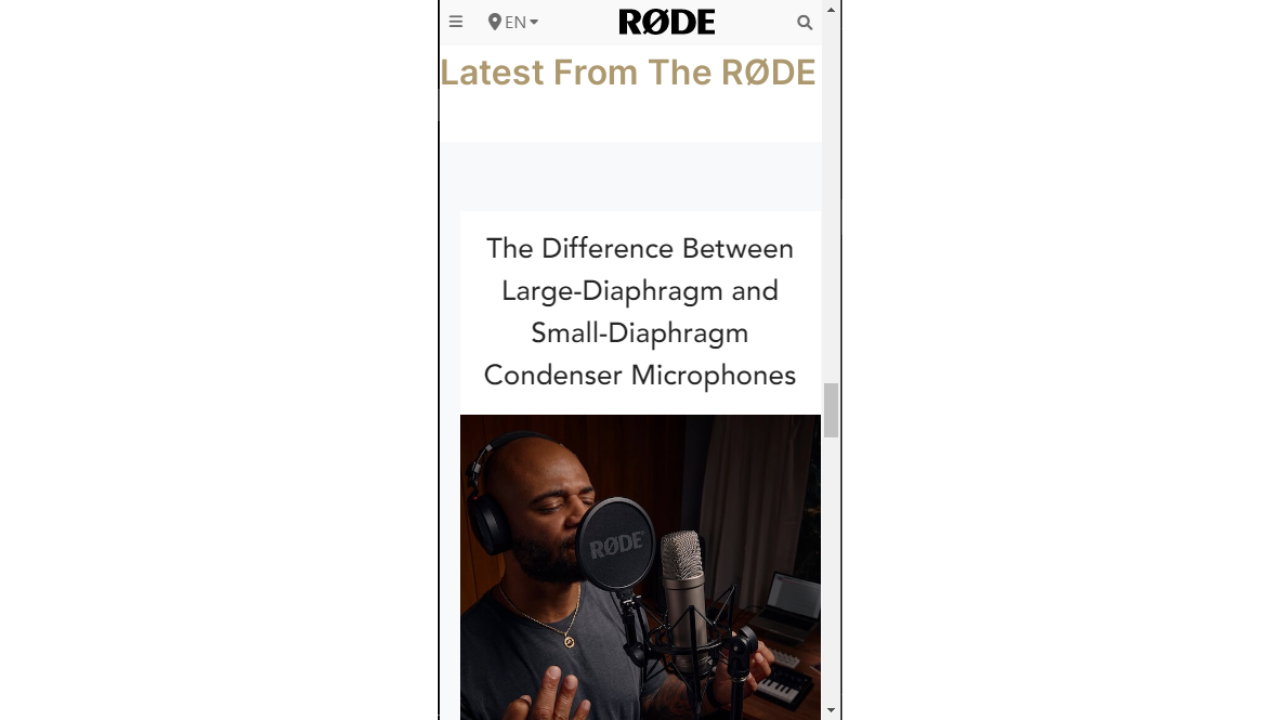 EN
RØDE
Latest From The RØDE
The Difference Between
Large-Diaphragm and
Small-Diaphragm
Condenser Microphones
RØDE